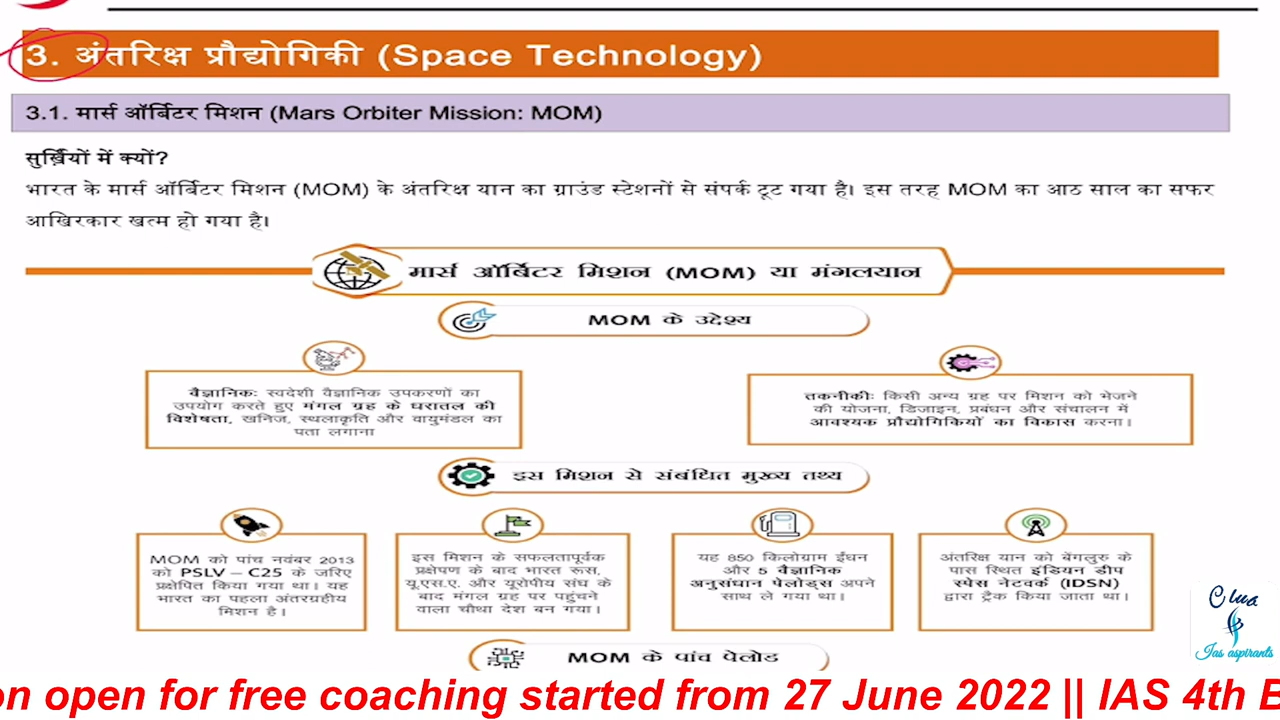 3. अंतरिक्ष प्रौद्योगिकी (Space Technology)
3.1. मार्स ऑर्बिटर मिशन (Mars Orbiter Mission: MOM)
सुर्ख़ियों में क्यों?
भारत के मार्स ऑर्बिटर मिशन (MOM) के अंतरिक्ष यान का ग्राउंड स्टेशनों से संपर्क टूट गया है। इस तरह MOM का आठ साल का सफर
आखिरकार खत्म हो गया है।
मार्स ऑर्बिटर मिशन (MOM) या मंगलयान
MOM के उद्देश्य
वैज्ञानिकः स्वदेशी वैज्ञानिक उपकरणों का
उपयोग करते हुए मंगल ग्रह के धरातल की
विशेषता, खनिज, स्थलाकृति और वायुमंडल का
पता लगाना
तकनीकीः किसी अन्य ग्रह पर मिशन को भेजने
की योजना, डिजाइन, प्रबंधन और संचालन में
आवश्यक प्रौद्योगिकियों का विकास करना।
इस मिशन से संबंधित मुख्य तथ्य
MOM को पांच नवंबर 2013
को PSLV – C25 के जरिए
प्रक्षेपित किया गया था। यह
भारत का पहला अंतरग्रहीय
मिशन है।
इस मिशन के सफलतापूर्वक
प्रक्षेपण के बाद भारत रूस,
यू.एस.ए. और यूरोपीय संघ के
बाद मंगल ग्रह पर पहुंचने
वाला चौथा देश बन गया।
यह 850 किलोग्राम ईंधन
और 5 वैज्ञानिक
अनुसंधान पेलोड्स अपने
साथ ले गया था।
अंतरिक्ष यान को बेंगलुरु के
पास स्थित इंडियन डीप
स्पेस नेटवर्क (IDSN)
द्वारा ट्रैक किया जाता था।
MOM के पांच पेलोड
Ias aspirants
on open for free coaching started from 27 June 2022 || IAS 4th B